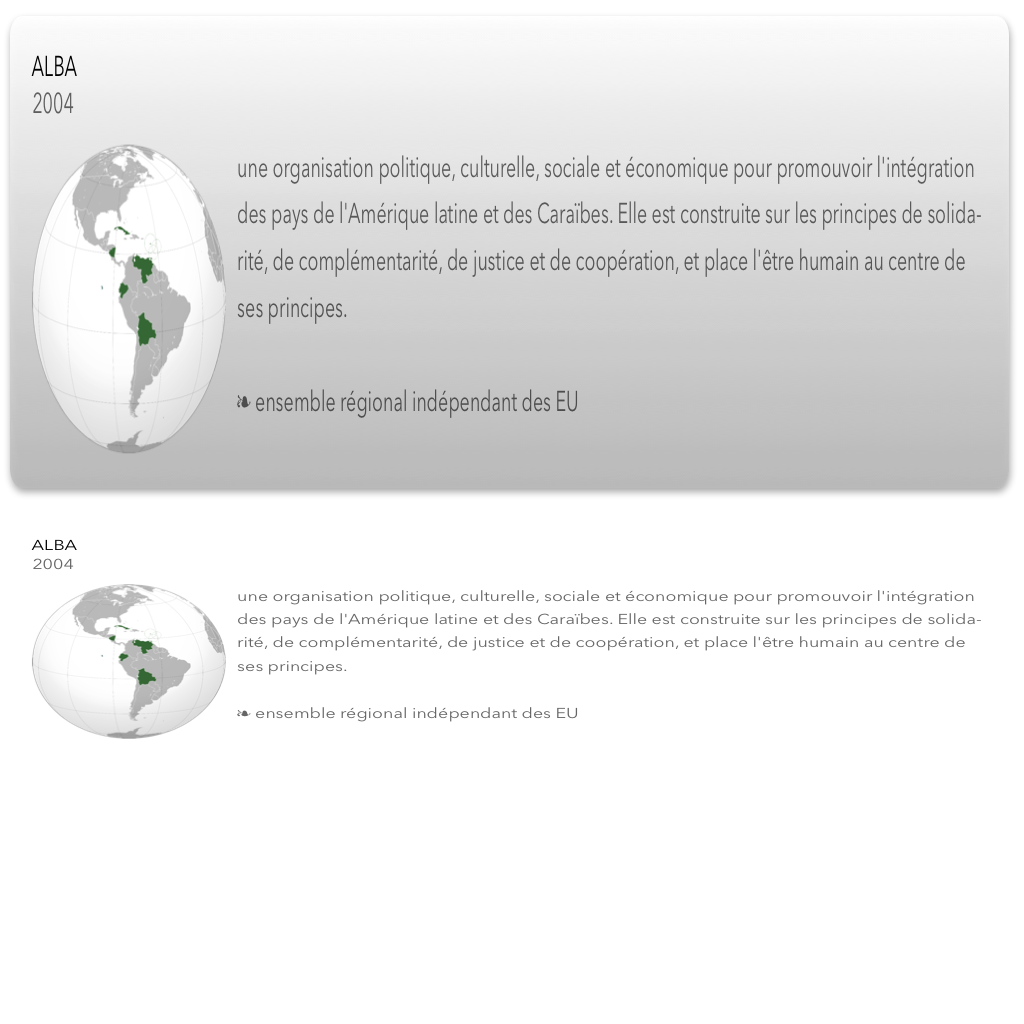 ALBA
2004
une organisation politique, culturelle, sociale et économique pour promouvoir l'intégration
des pays de l'Amérique latine et des Caraïbes. Elle est construite sur les principes de solida-
rité, de complémentarité, de justice et de coopération, et place l'être humain au centre de
ses principes.
❧ ensemble régional indépendant des EU
ALBA
2004
une organisation politique, culturelle, sociale et économique pour promouvoir l'intégration
des pays de l'Amérique latine et des Caraïbes. Elle est construite sur les principes de solida-
rité, de complémentarité, de justice et de coopération, et place l'être humain au centre de
ses principes.
❧ ensemble régional indépendant des EU